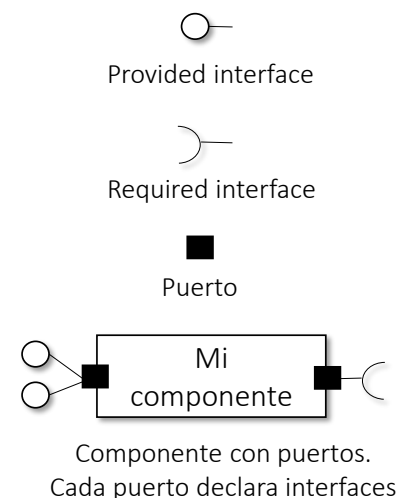 Provided interface
Required interface
Puerto
Mi
componente
Componente con puertos.
Cada puerto declara interfaces